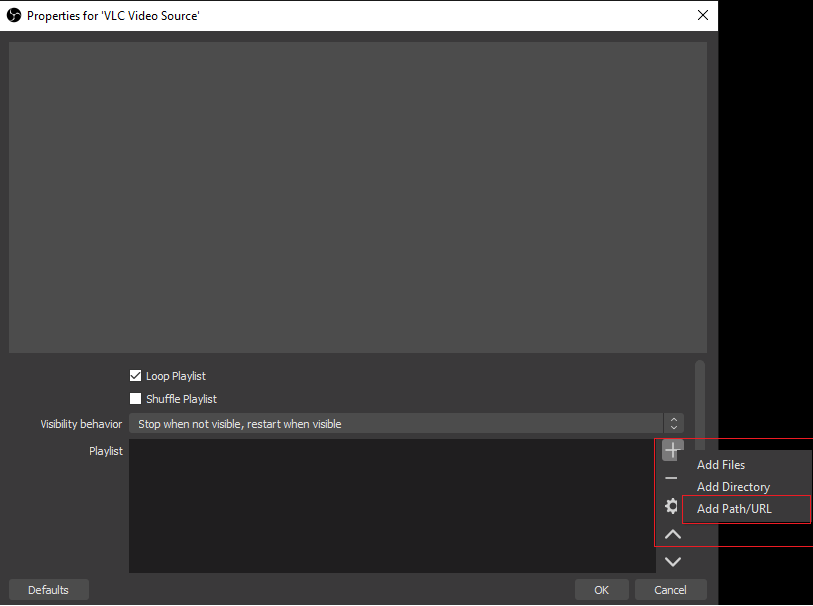 Properties for 'VLC Video Source'
Loop Playlist
Shuffle Playlist
Visibility behavior
Stop when not visible, restart when visible
Playlist
Add Files
Add Directory
Add Path/URL
Defaults
OK
Cancel